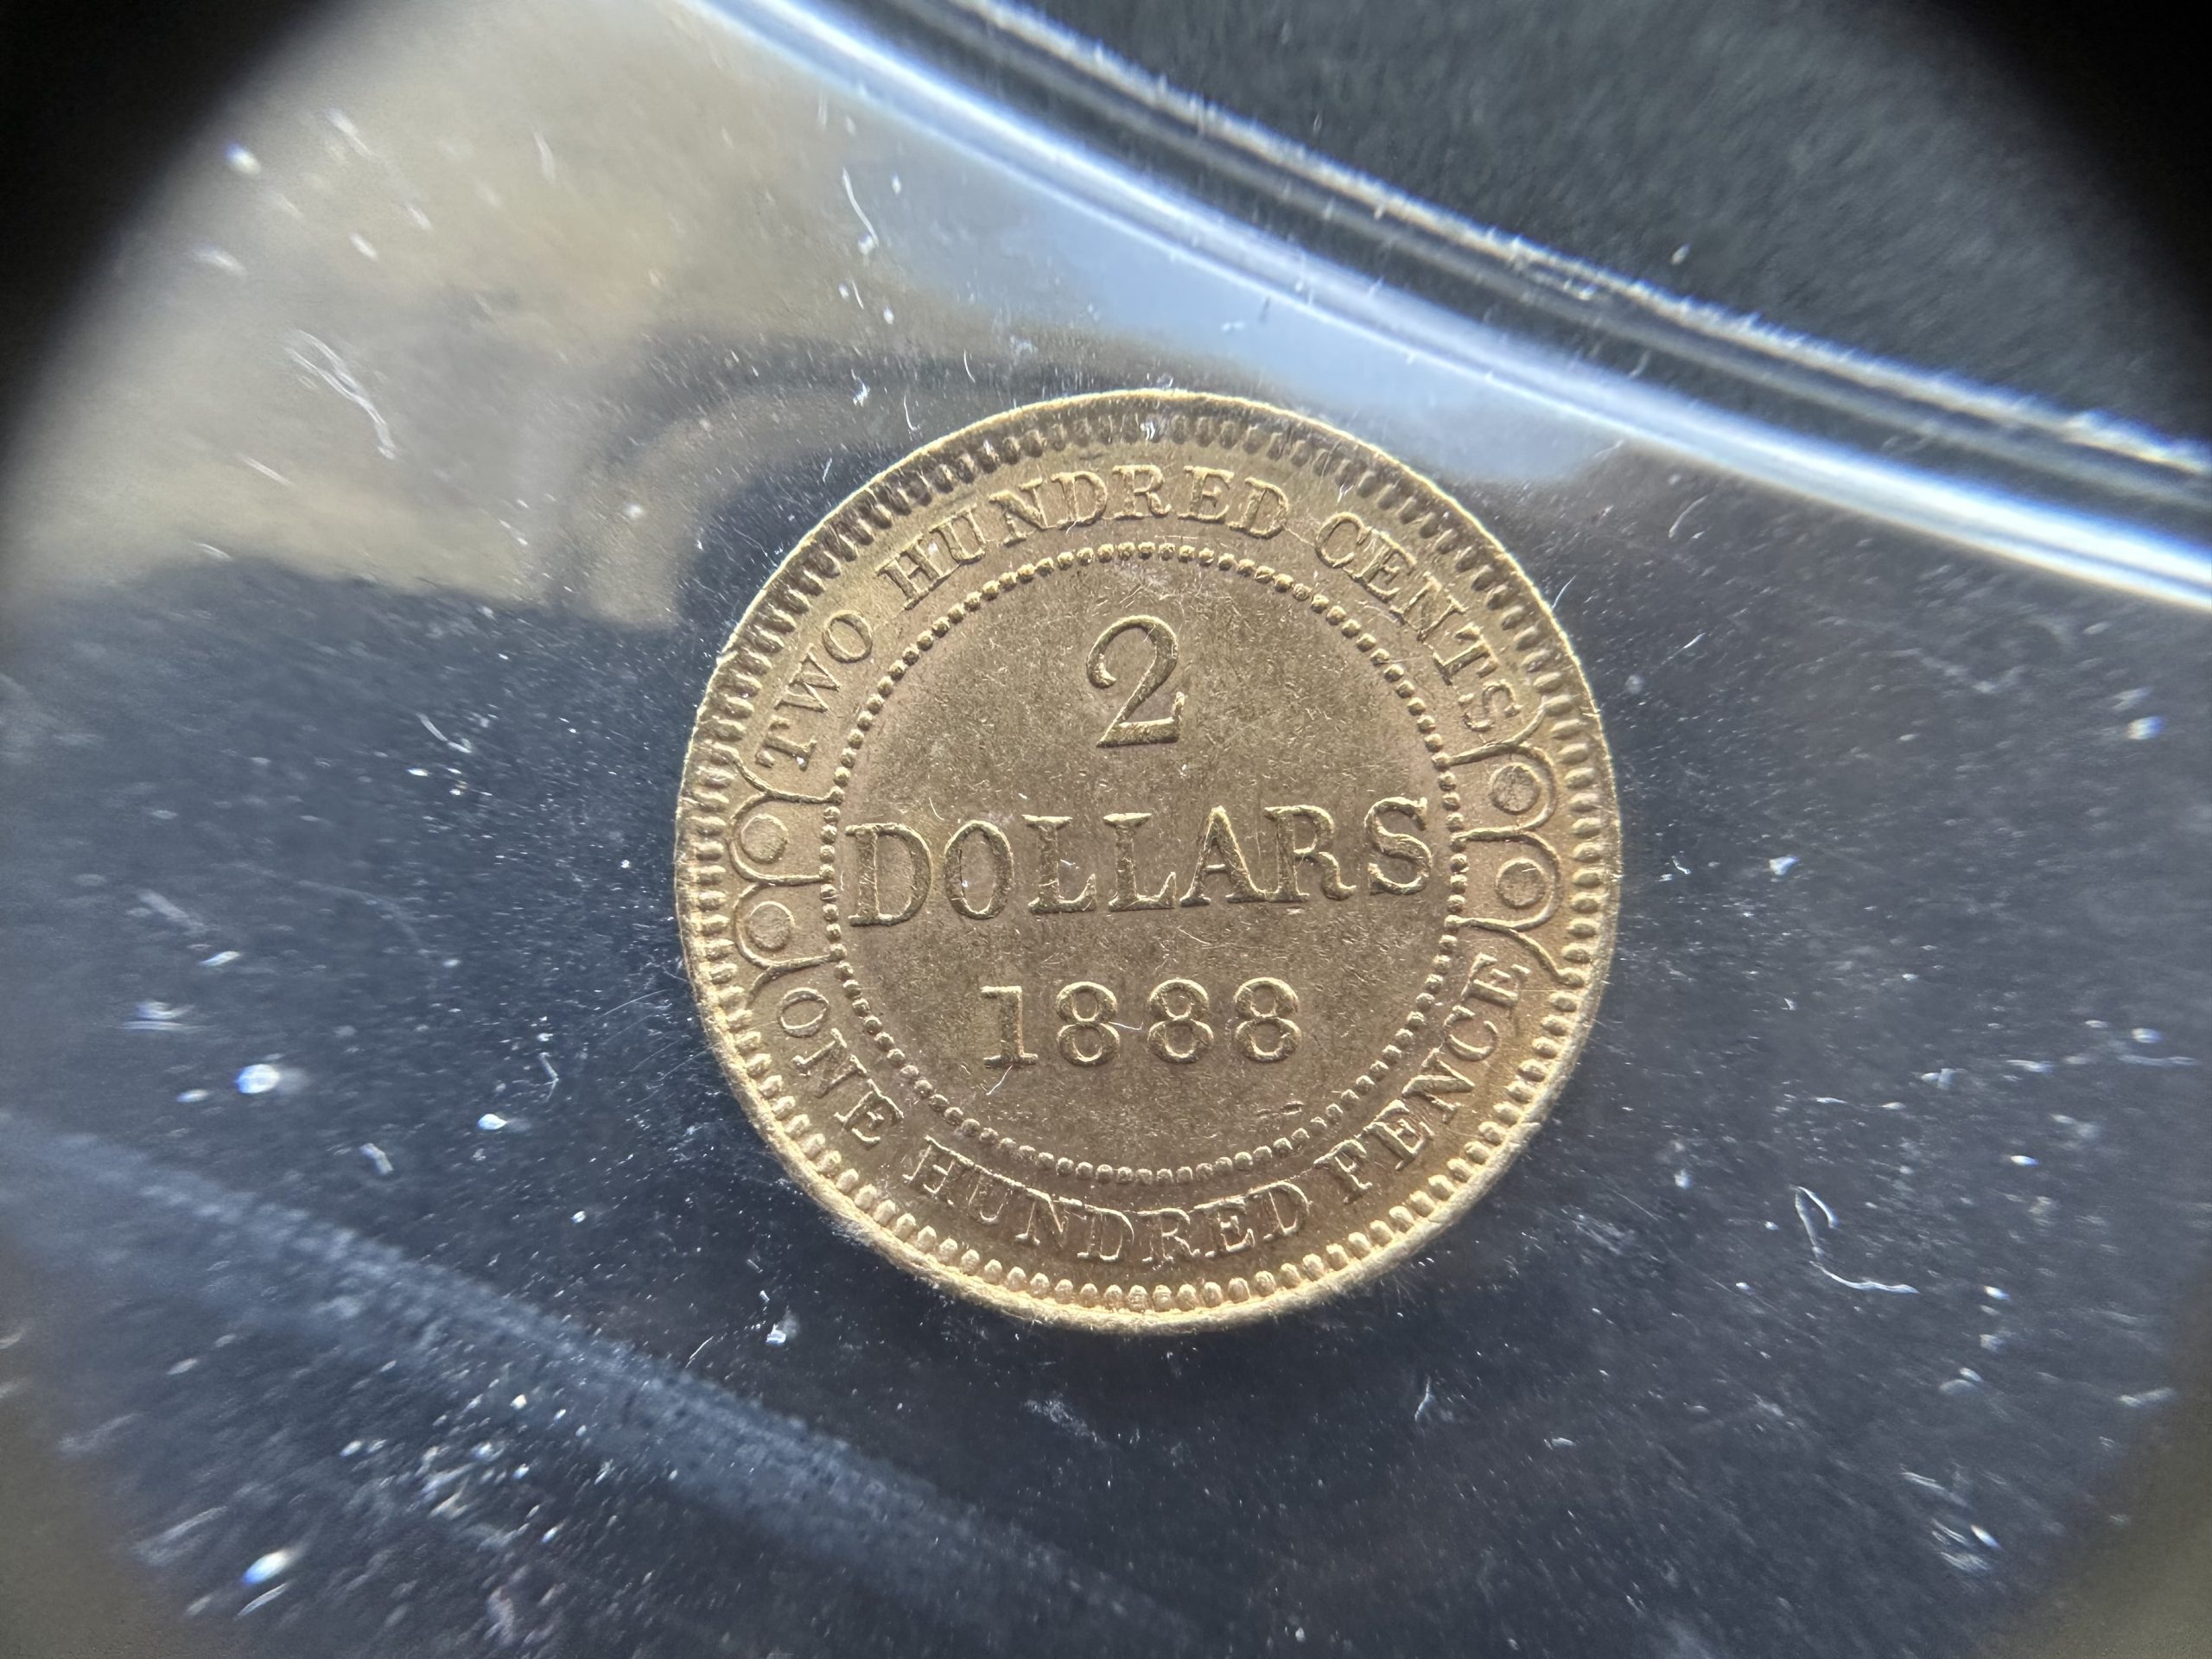 TWO HUNDRED CENTS
2
DOLLARS
1888
ONE HUNDRED PENCE